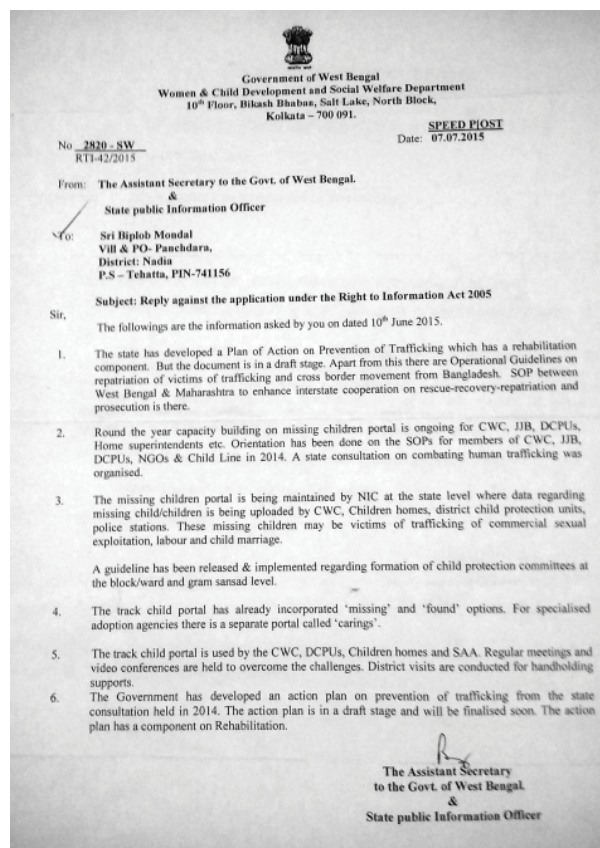 Government of West Bengal
Women & Child Development and Social Welfare Department
10th Floor, Bikash Bhaban, Salt Lake, North Block,
Kolkata – 700 091.
SPEED P[OST
No 2820 - SW
Date: 07.07.2015
RTI-42/2015
From: The Assistant Secretary to the Govt. of West Bengal.
&
State public Information Officer
To: Sri Biplob Mondal
Vill & PO- Panchdara,
District: Nadia
P.S – Tehatta, PIN-741156
Subject: Reply against the application under the Right to Information Act 2005
Sir,
The followings are the information asked by you on dated 10th June 2015.
1. The state has developed a Plan of Action on Prevention of Trafficking which has a rehabilitation
component. But the document is in a draft stage. Apart from this there are Operational Guidelines on
repatriation of victims of trafficking and cross border movement from Bangladesh. SOP between
West Bengal & Maharashtra to enhance interstate cooperation on rescue-recovery-repatriation and
prosecution is there.
2. Round the year capacity building on missing children portal is ongoing for CWC, JJB, DCPUs,
Home superintendents etc. Orientation has been done on the SOPs for members of CWC, JJB,
DCPUs, NGOs & Child Line in 2014. A state consultation on combating human trafficking was
organised.
3. The missing children portal is being maintained by NIC at the state level where data regarding
missing child/children is being uploaded by CWC, Children homes, district child protection units,
police stations. These missing children may be victims of trafficking of commercial sexual
exploitation, labour and child marriage.
A guideline has been released & implemented regarding formation of child protection committees at
the block/ward and gram sansad level.
4. The track child portal has already incorporated ‘missing’ and ‘found’ options. For specialised
adoption agencies there is a separate portal called ‘carings’.
5. The track child portal is used by the CWC, DCPUs, Children homes and SAA. Regular meetings and
video conferences are held to overcome the challenges. District visits are conducted for handholding
supports.
6. The Government has developed an action plan on prevention of trafficking from the state
consultation held in 2014. The action plan is in a draft stage and will be finalised soon. The action
plan has a component on Rehabilitation.
The Assistant Secretary
to the Govt. of West Bengal.
&
State public Information Officer